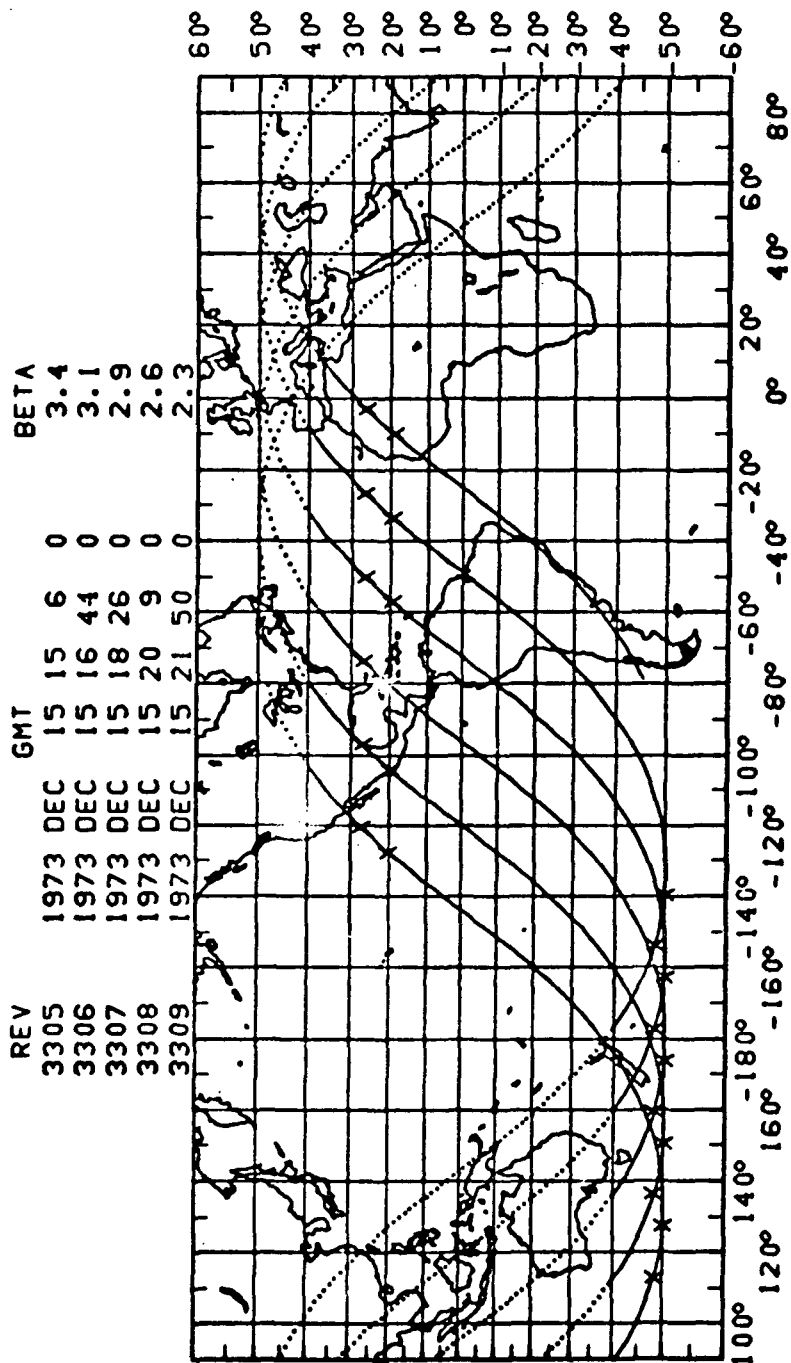 REV GMT BETA
3305 1973 DEC 15 15 6 0 3.4
3306 1973 DEC 15 16 44 0 3.1
3307 1973 DEC 15 18 26 0 2.9
3308 1973 DEC 15 20 9 0 2.6
3309 1973 DEC 15 21 50 0 2.3
60°
50°
40°
30°
20°
10°
0°
-10°
-20°
-30°
-40°
-50°
-60°
100° 120° 140° 160° -180° -160° -140° -120° -100° -80° -60° -40° -20° 0° 20° 40° 60° 80°